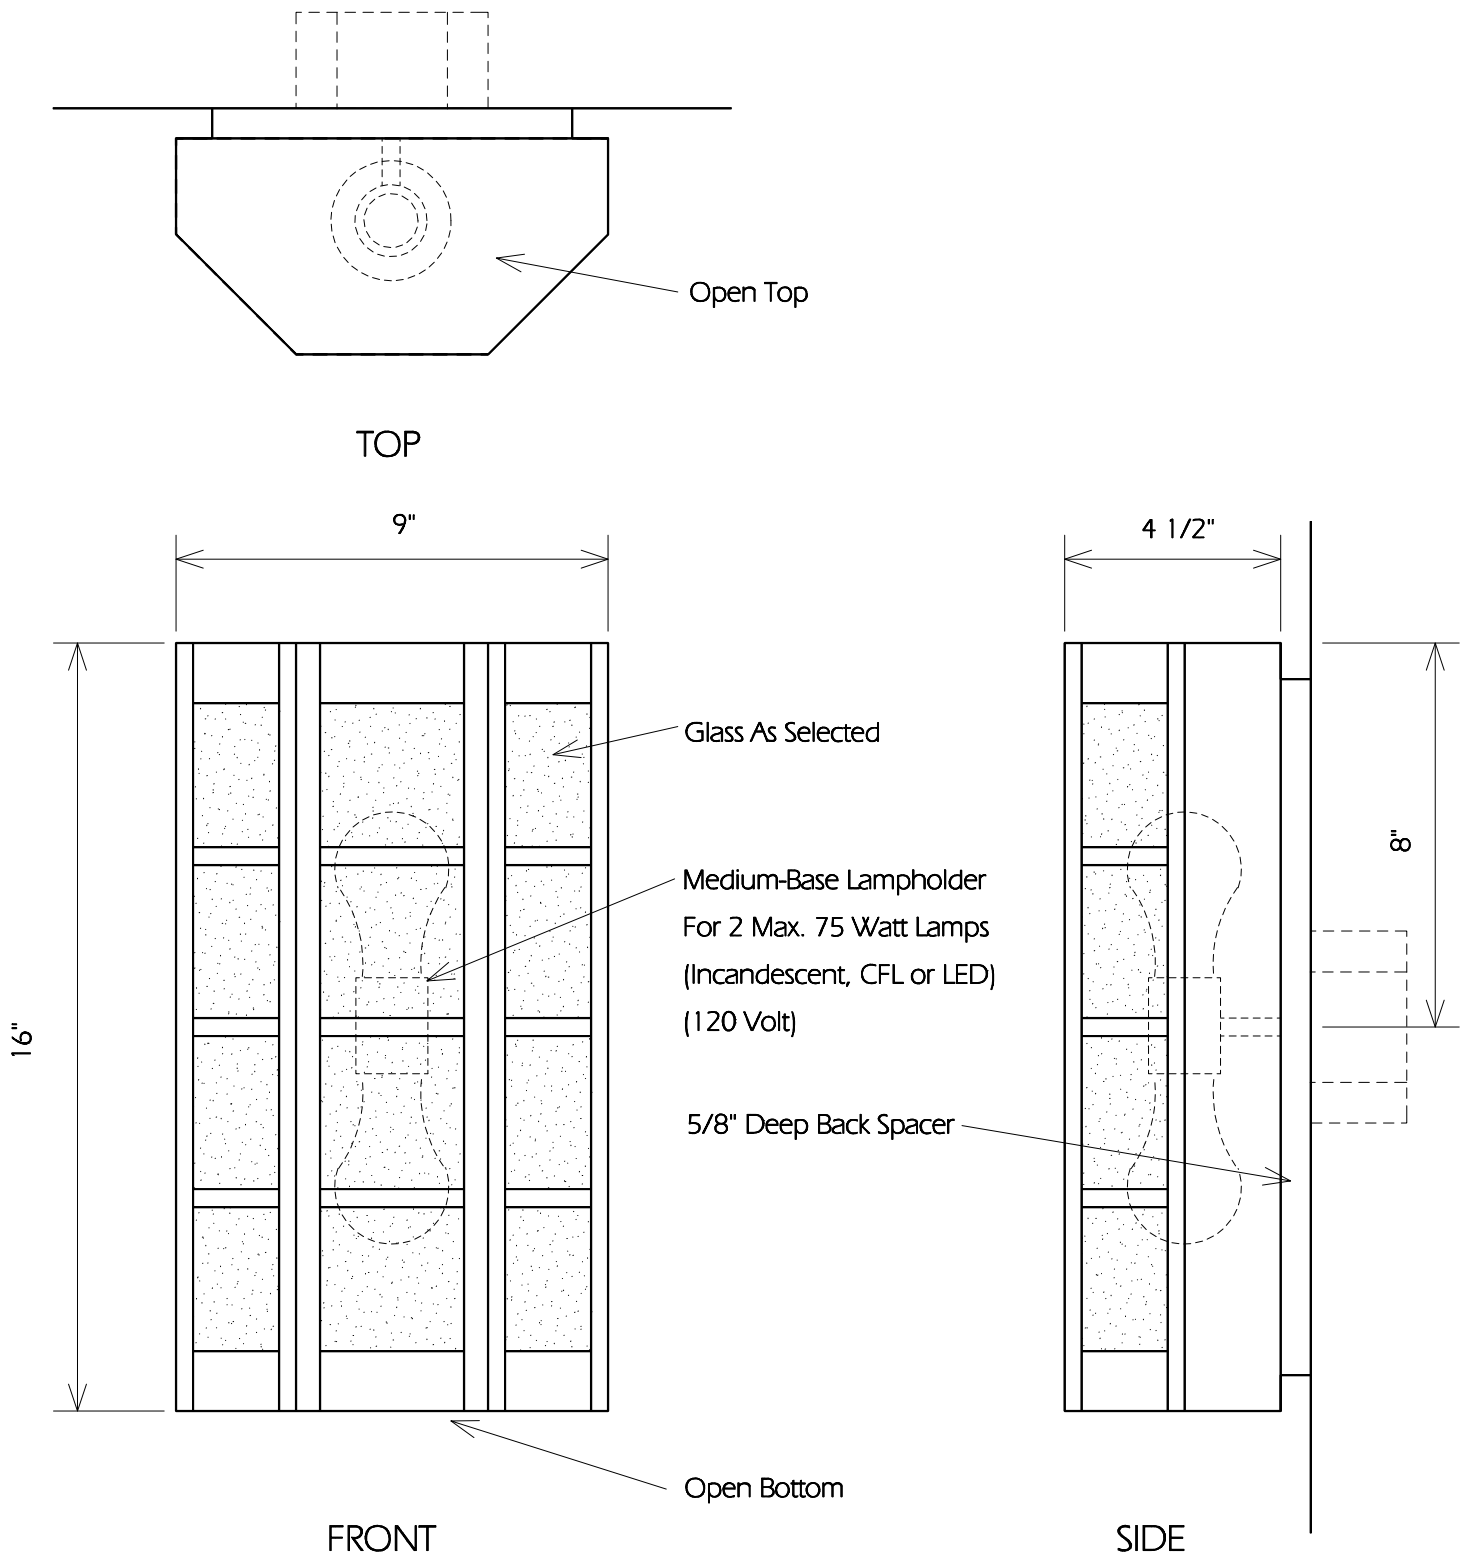 Open Top
TOP
9"
4 1/2"
Glass As Selected
8"
Medium-Base Lampholder
For 2 Max. 75 Watt Lamps
(Incandescent, CFL or LED)
(120 Volt)
16"
5/8" Deep Back Spacer
Open Bottom
FRONT
SIDE